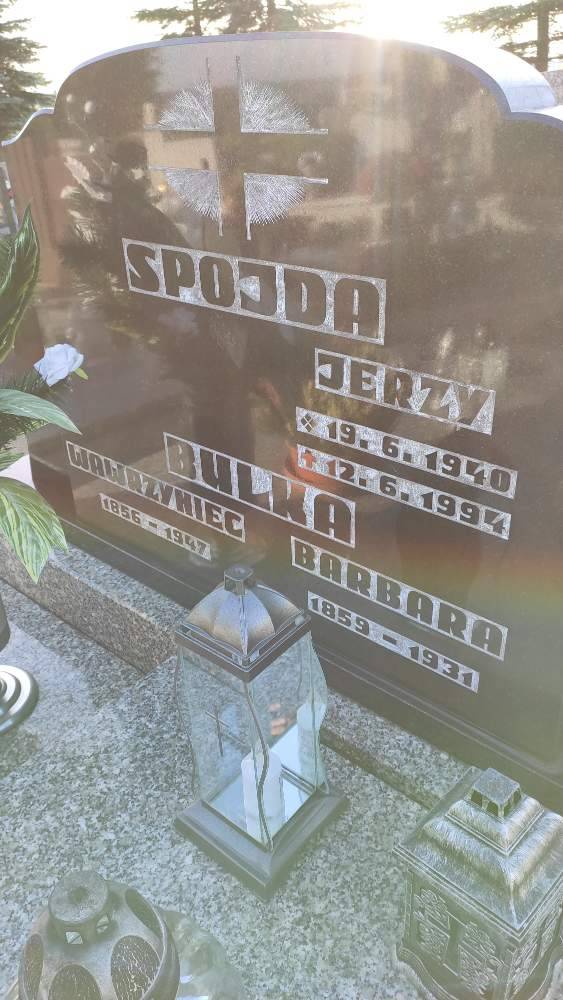 SPOJDA
JERZY
19. 6. 1940
12. 6. 1994
BULKA
WAWRZYNIEC
1856 - 1947
BARBARA
1859 - 1931